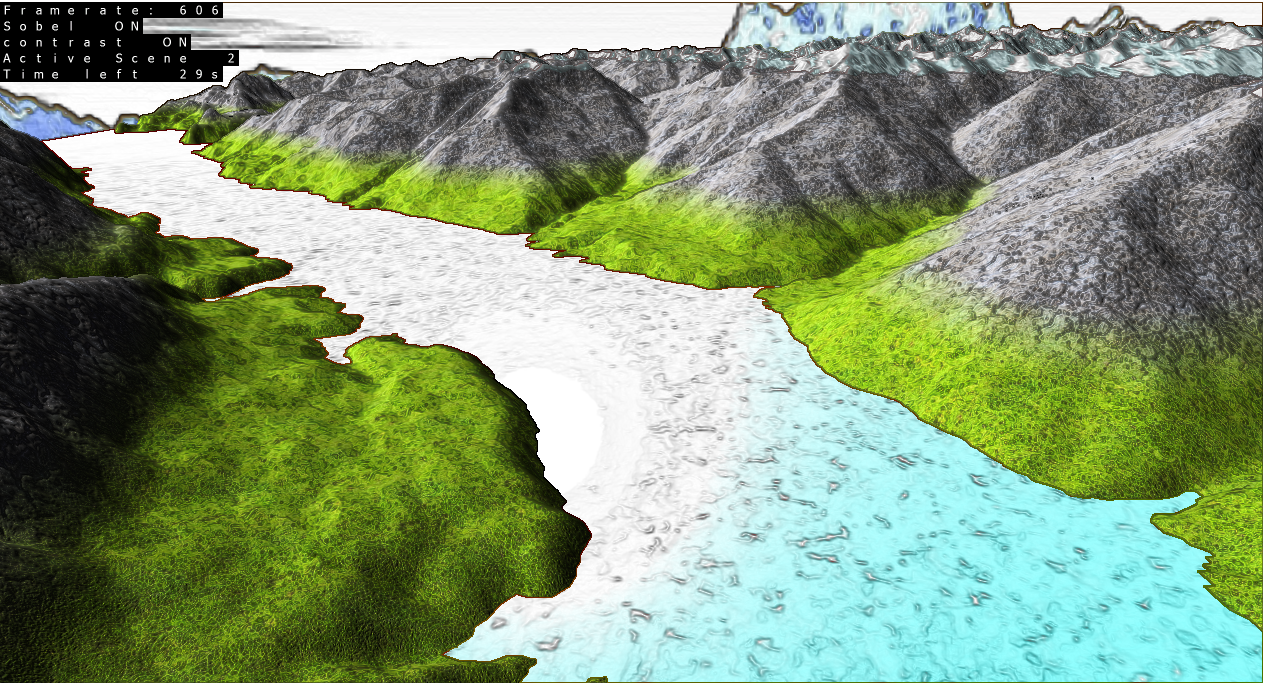 Framerate: 606
Sobel ON
contrast ON
Active Scene 2
Time left 29s